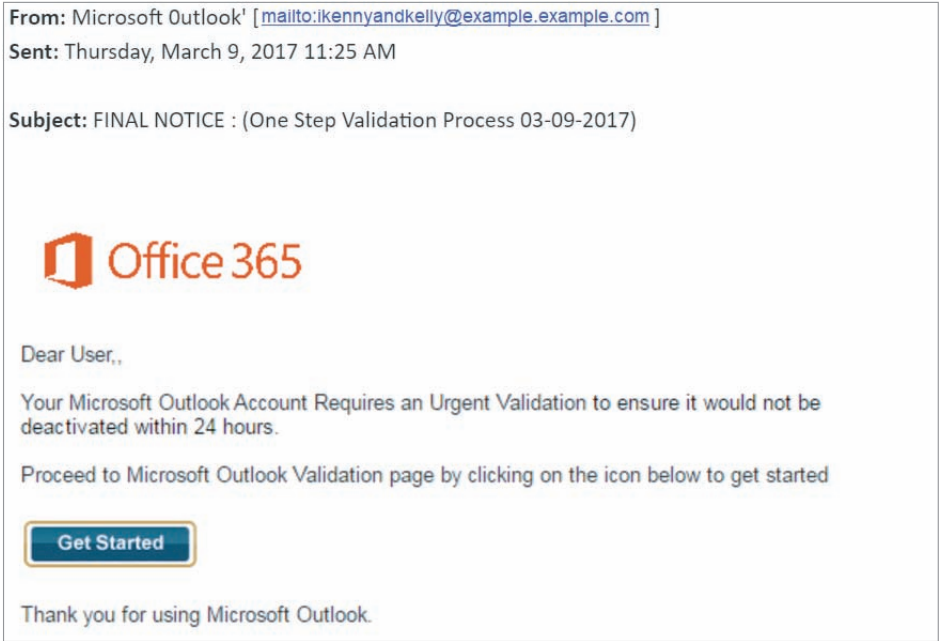 From: Microsoft 0utlook' [mailto:ikennyandkelly@example.example.com ]
Sent: Thursday, March 9, 2017 11:25 AM
Subject: FINAL NOTICE : (One Step Validation Process 03-09-2017)
Office 365
Dear User,,
Your Microsoft Outlook Account Requires an Urgent Validation to ensure it would not be
deactivated within 24 hours.
Proceed to Microsoft Outlook Validation page by clicking on the icon below to get started
Get Started
Thank you for using Microsoft Outlook.